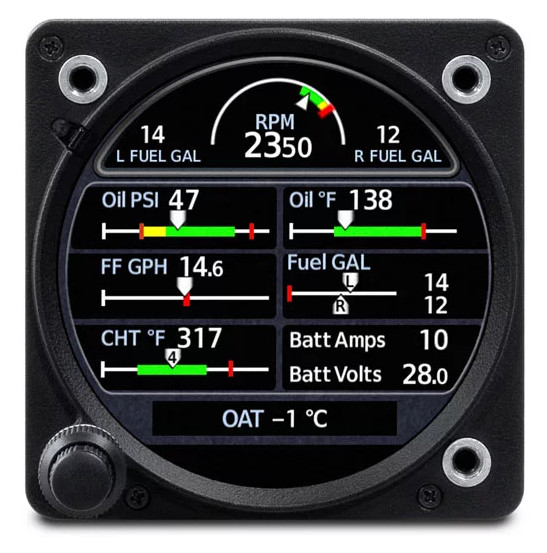 RPM
2350
14
L FUEL GAL
12
R FUEL GAL
Oil PSI 47
Oil °F 138
FF GPH 14.6
Fuel GAL
L
R
14
12
CHT °F 317
4
Batt Amps 10
Batt Volts 28.0
OAT –1 °C